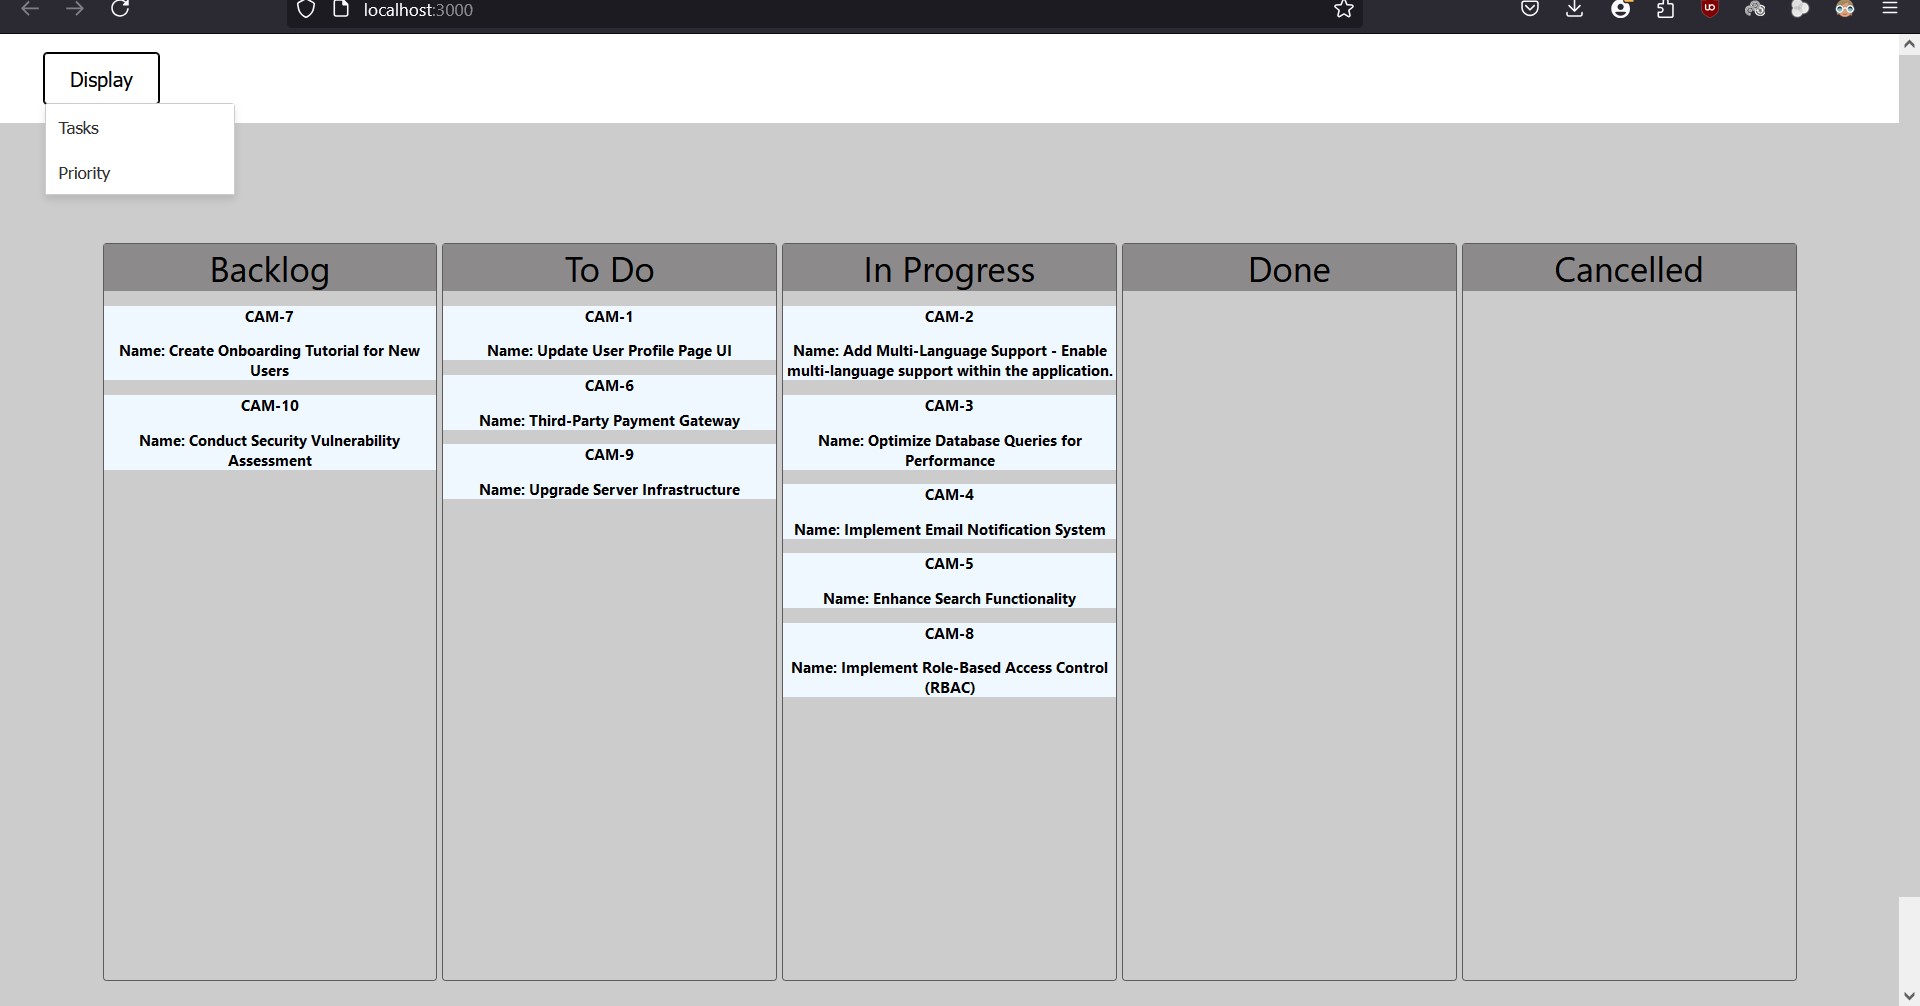 localhost:3000
Display
Tasks
Priority
Backlog
CAM-7
Name: Create Onboarding Tutorial for New
Users
CAM-10
Name: Conduct Security Vulnerability
Assessment
To Do
CAM-1
Name: Update User Profile Page UI
CAM-6
Name: Third-Party Payment Gateway
CAM-9
Name: Upgrade Server Infrastructure
In Progress
CAM-2
Name: Add Multi-Language Support - Enable
multi-language support within the application.
CAM-3
Name: Optimize Database Queries for
Performance
CAM-4
Name: Implement Email Notification System
CAM-5
Name: Enhance Search Functionality
CAM-8
Name: Implement Role-Based Access Control
(RBAC)
Done
Cancelled